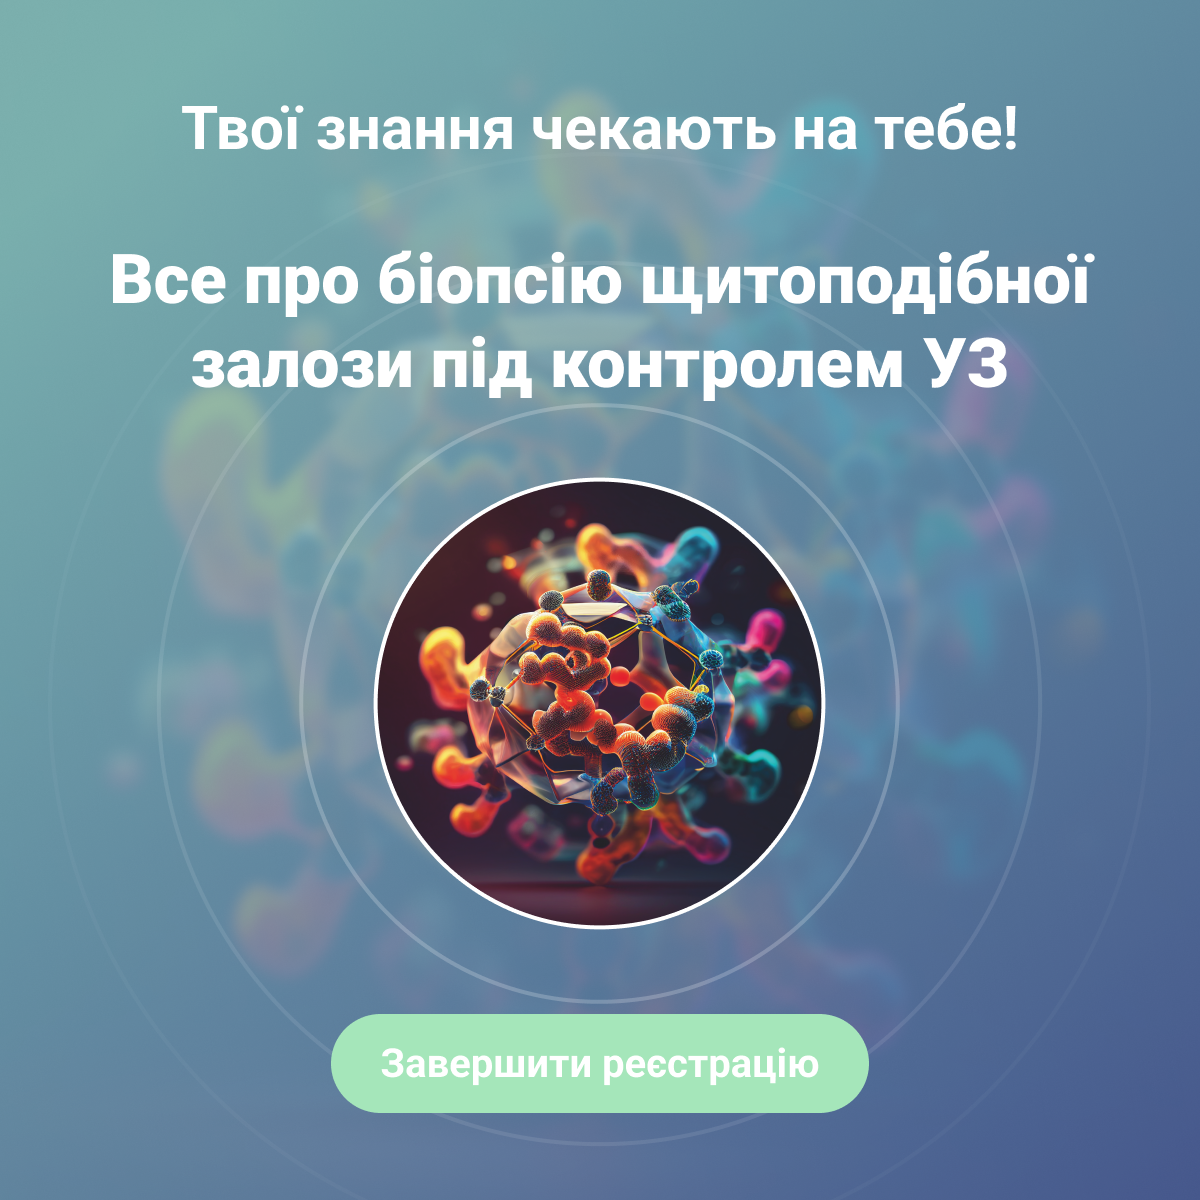 Твої знання чекають на тебе!
Все про біопсію щитоподібної
залози під контролем УЗ
Завершити реєстрацію